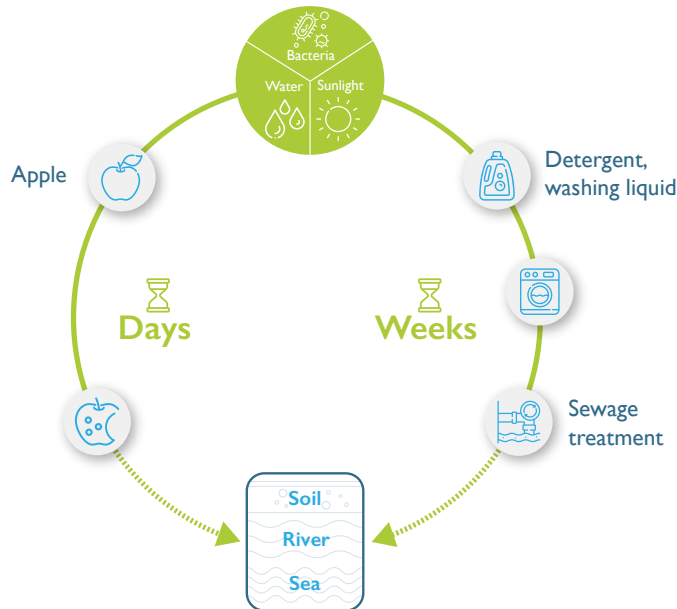 Bacteria
Water
Sunlight
Apple
Detergent,
washing liquid
Days
Weeks
Sewage
treatment
Soil
River
Sea